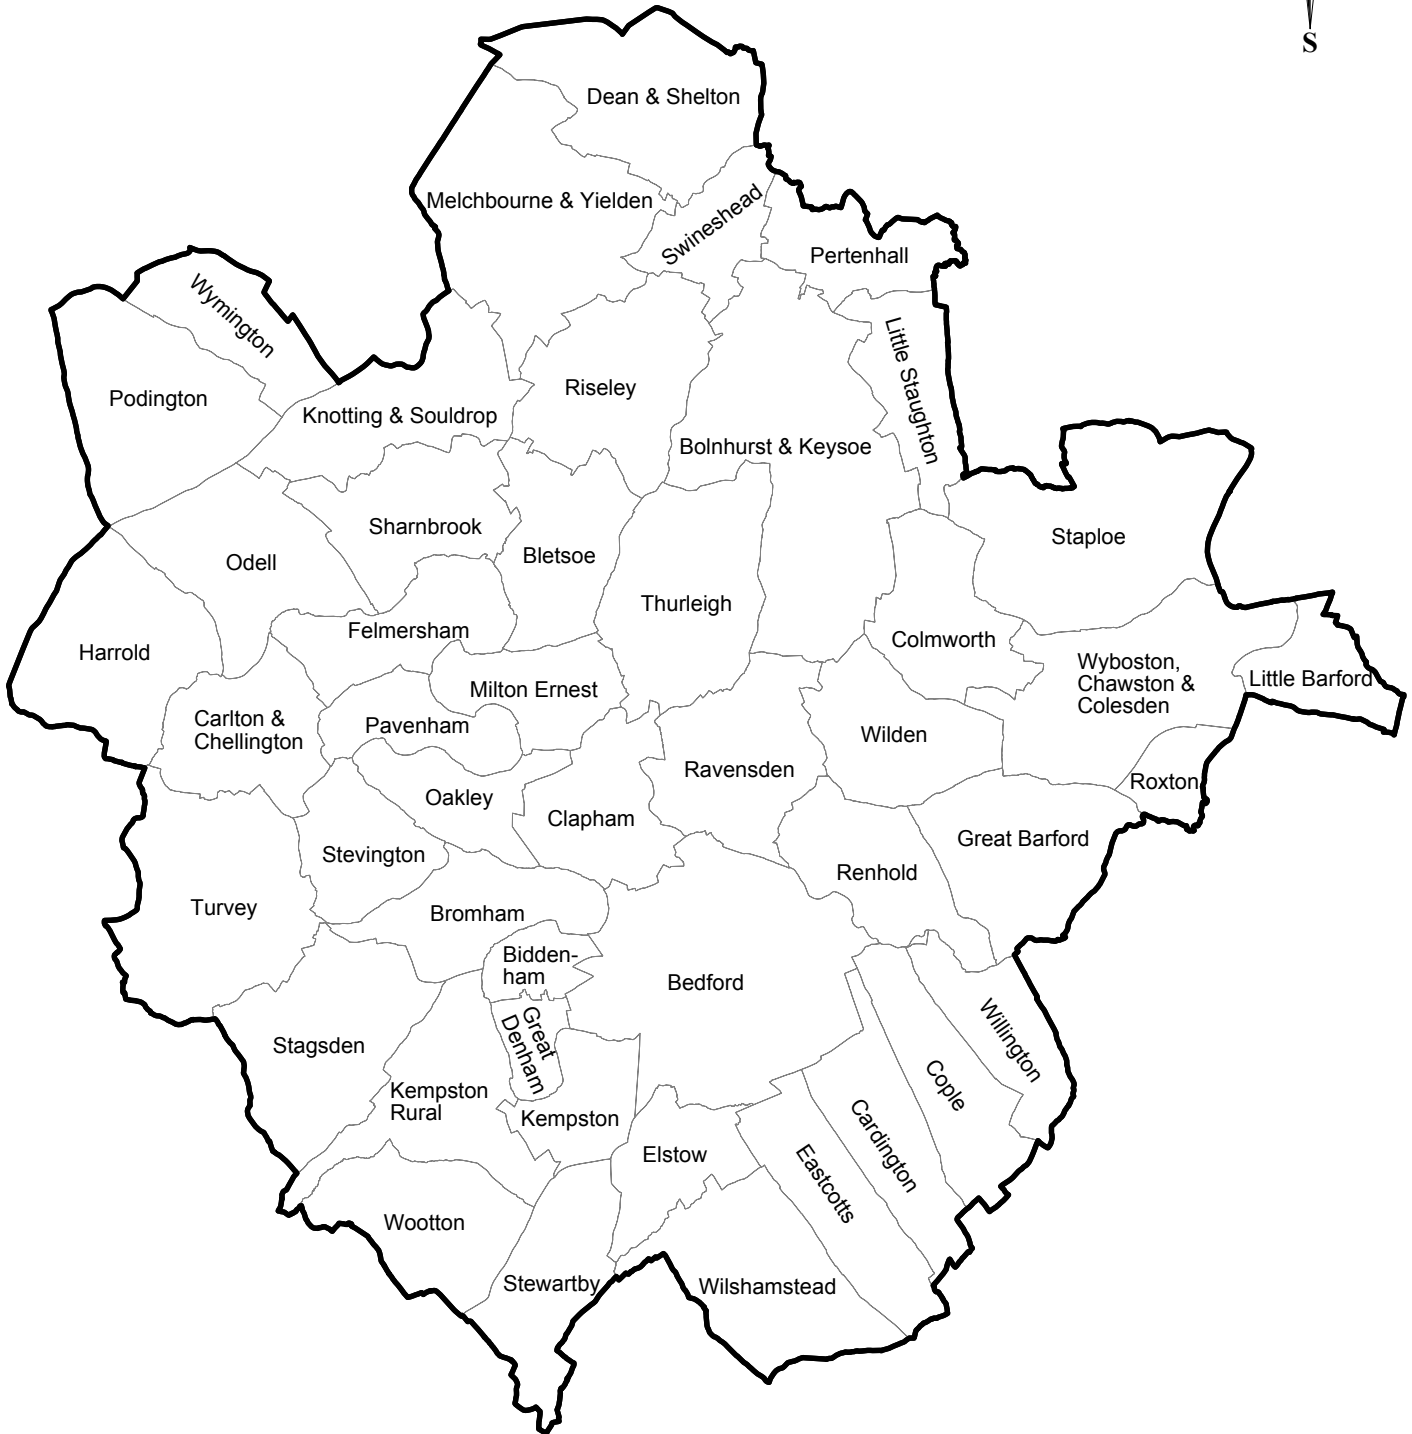 S
Dean & Shelton
Melchbourne & Yielden
Swineshead
Pertenhall
Wymington
Little Staughton
Podington
Riseley
Knotting & Souldrop
Bolnhurst & Keysoe
Sharnbrook
Staploe
Bletsoe
Odell
Thurleigh
Felmersham
Colmworth
Harrold
Wyboston,
Chawston &
Colesden
Little Barford
Milton Ernest
Carlton &
Chellington
Pavenham
Wilden
Ravensden
Roxton
Oakley
Clapham
Great Barford
Stevington
Renhold
Turvey
Bromham
Bidden-
ham
Bedford
Great
Denham
Willington
Stagsden
Kempston
Rural
Cople
Kempston
Cardington
Elstow
Eastcotts
Wootton
Stewartby
Wilshamstead